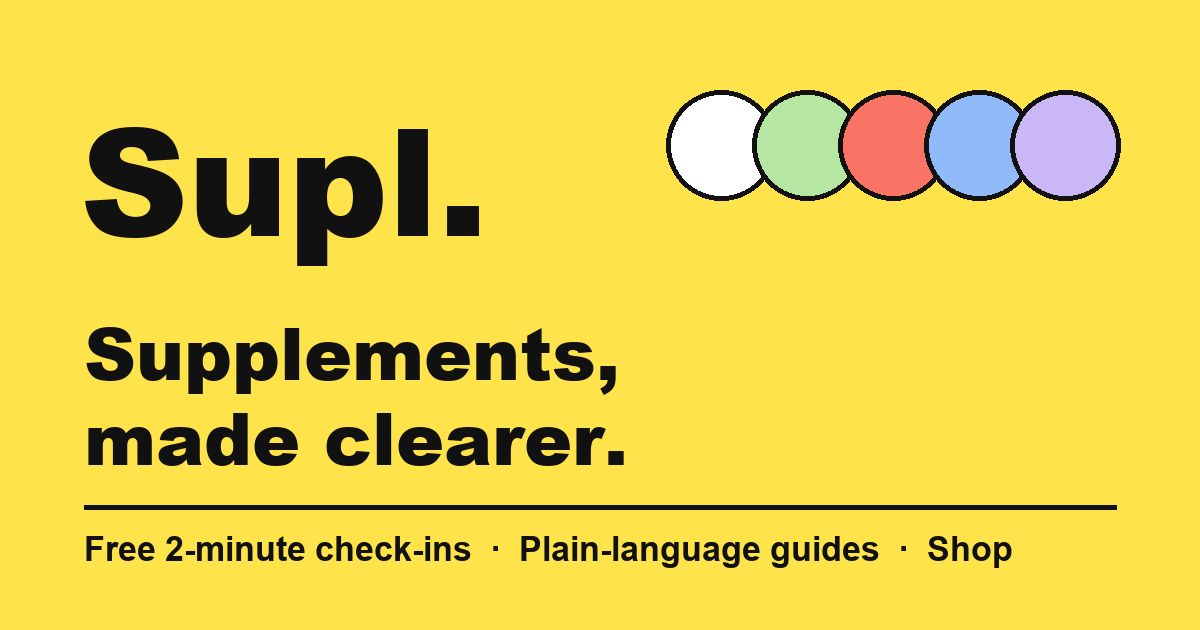 Supl.
Supplements,
made clearer.
Free 2-minute check-ins · Plain-language guides · Shop